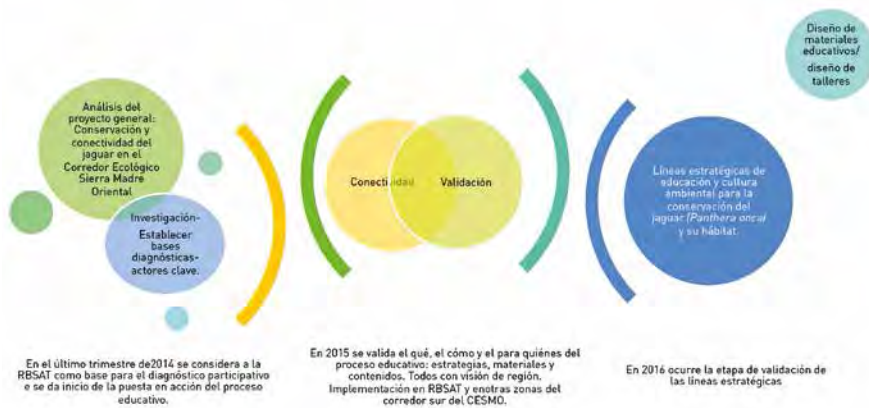 Análisis del
proyecto general:
Conservación y
conectividad del
jaguar en el
Corredor Ecológico
Sierra Madre
Oriental
Investigación-
Establecer
bases
diagnósticas-
actores clave.
Conectividad
Validación
Líneas estratégicas de
educación y cultura
ambiental para la
conservación del
jaguar (Panthera onca)
y su hábitat.
Diseño de
materiales
educativos/
diseño de
talleres
En el último trimestre de2014 se considera a la
RBSAT como base para el diagnóstico participativo
e se da inicio de la puesta en acción del proceso
educativo.
En 2015 se valida el qué, el cómo y el para quiénes del
proceso educativo: estrategias, materiales y
contenidos. Todos con visión de región.
Implementación en RBSAT y enotras zonas del
corredor sur del CESMO.
En 2016 ocurre la etapa de validación de
las líneas estratégicas